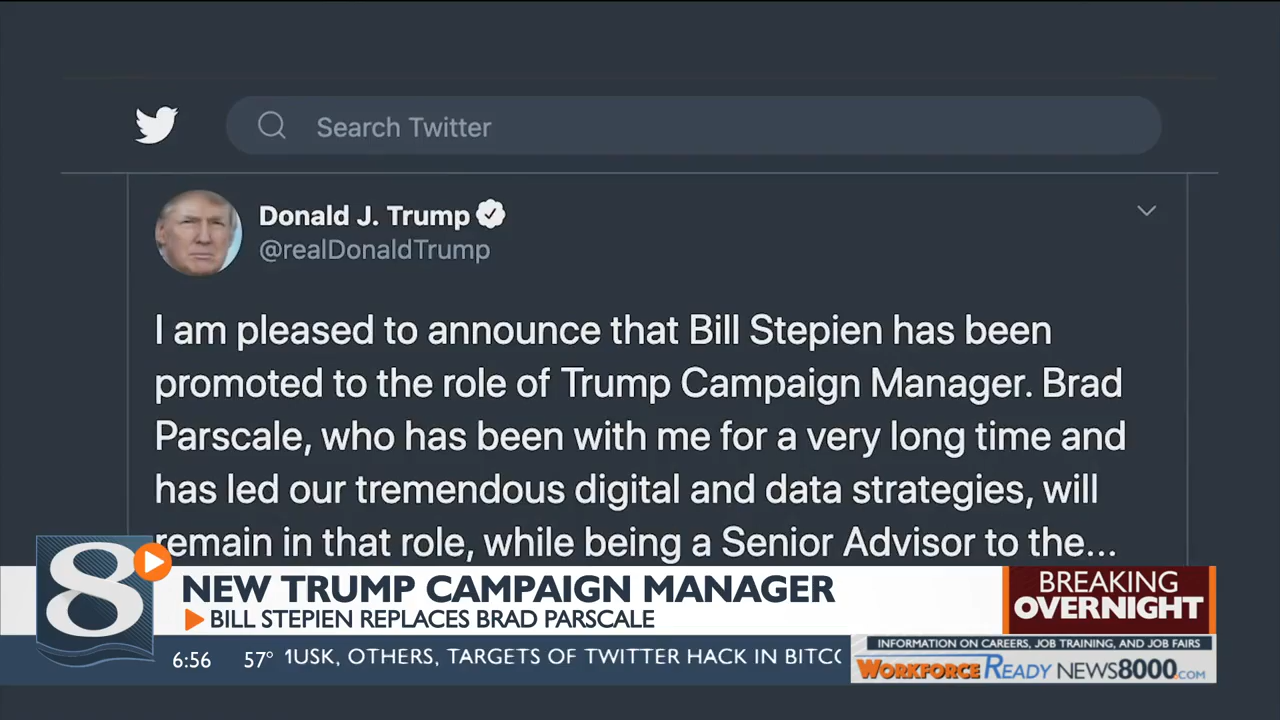 Search Twitter
Donald J. Trump
@realDonaldTrump
I am pleased to announce that Bill Stepien has been
promoted to the role of Trump Campaign Manager. Brad
Parscale, who has been with me for a very long time and
has led our tremendous digital and data strategies, will
remain in that role, while being a Senior Advisor to the...
8
NEW TRUMP CAMPAIGN MANAGER
BILL STEPIEN REPLACES BRAD PARSCALE
BREAKING
OVERNIGHT
6:56 57° MUSK, OTHERS, TARGETS OF TWITTER HACK IN BITCO
INFORMATION ON CAREERS, JOB TRAINING, AND JOB FAIRS
WORKFORCE READY NEWS8000.COM